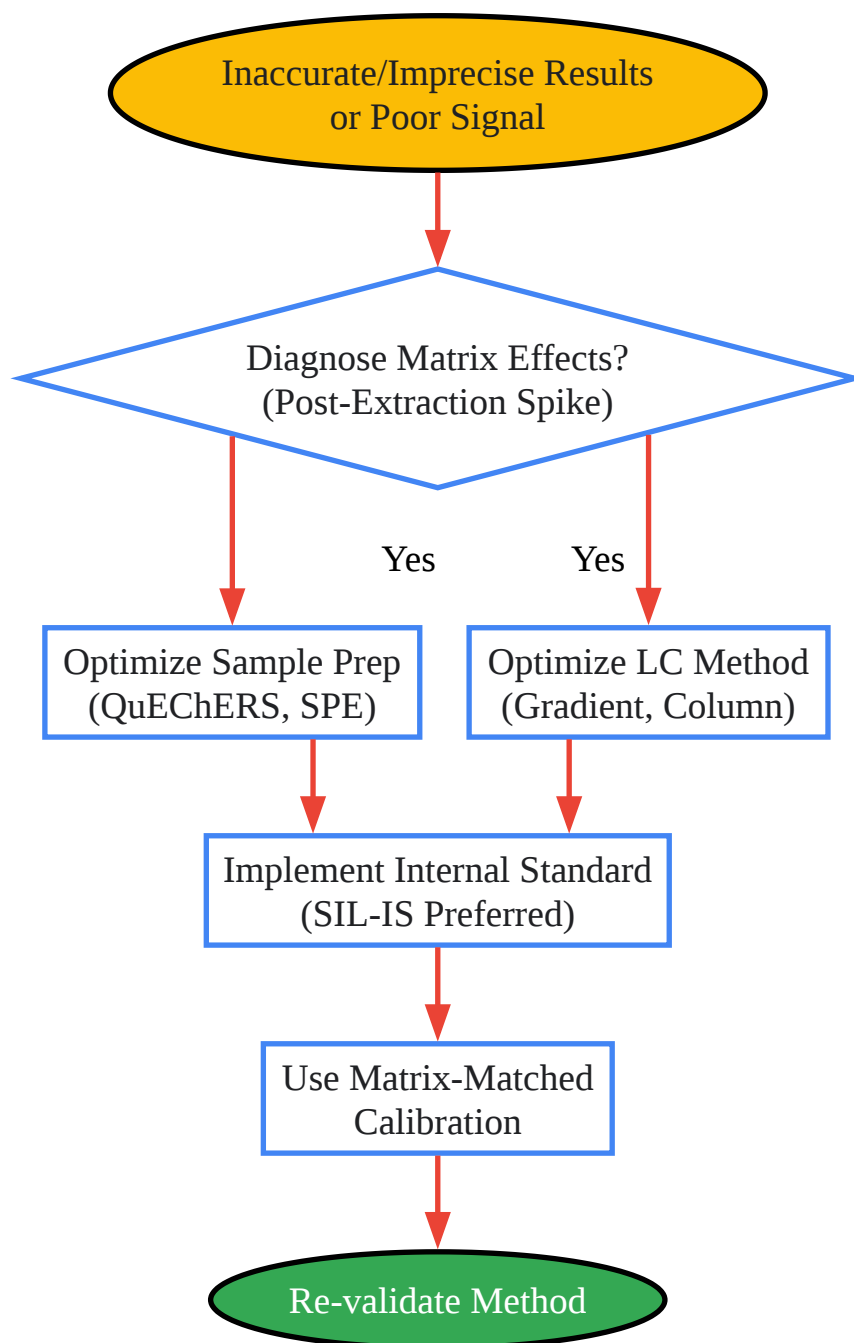 Inaccurate/Imprecise Results
or Poor Signal
Diagnose Matrix Effects?
(Post-Extraction Spike)
Yes
Yes
Optimize Sample Prep
(QuEChERS, SPE)
Optimize LC Method
(Gradient, Column)
Implement Internal Standard
(SIL-IS Preferred)
Use Matrix-Matched
Calibration
Re-validate Method